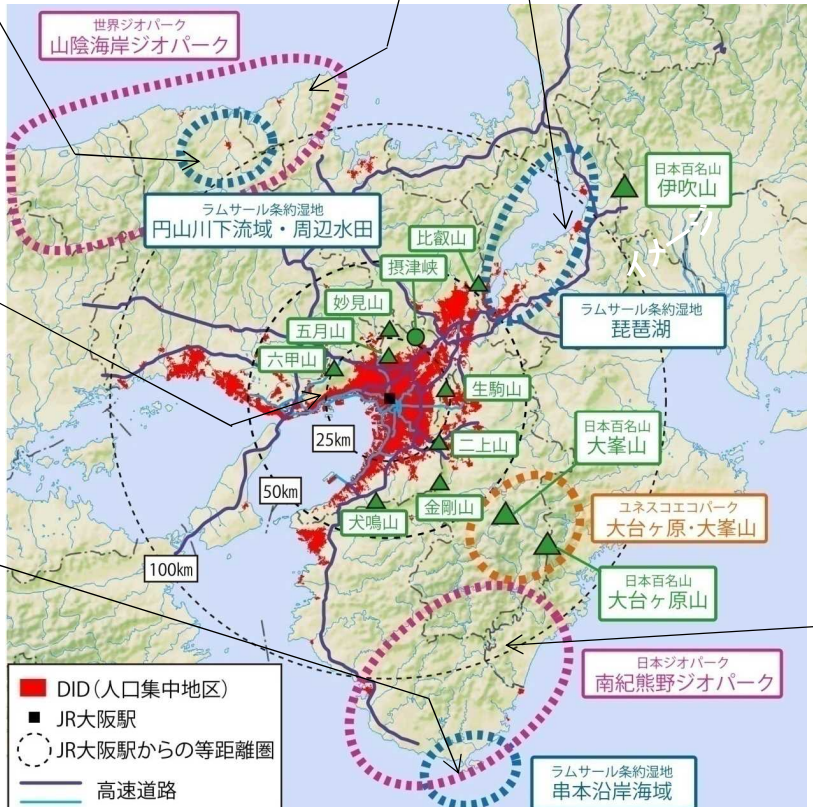 世界ジオパーク
山陰海岸ジオパーク
日本百名山
伊吹山
ラムサール条約湿地
円山川下流域・周辺水田
イメージ
比叡山
摂津峡
妙見山
五月山
六甲山
ラムサール条約湿地
琵琶湖
生駒山
25km
二上山
日本百名山
大峯山
50km
金剛山
犬鳴山
ユネスコエコパーク
大台ヶ原・大峯山
100km
日本百名山
大台ヶ原山
日本ジオパーク
南紀熊野ジオパーク
DID(人口集中地区)
JR大阪駅
JR大阪駅からの等距離圏
高速道路
ラムサール条約湿地
串本沿岸海域